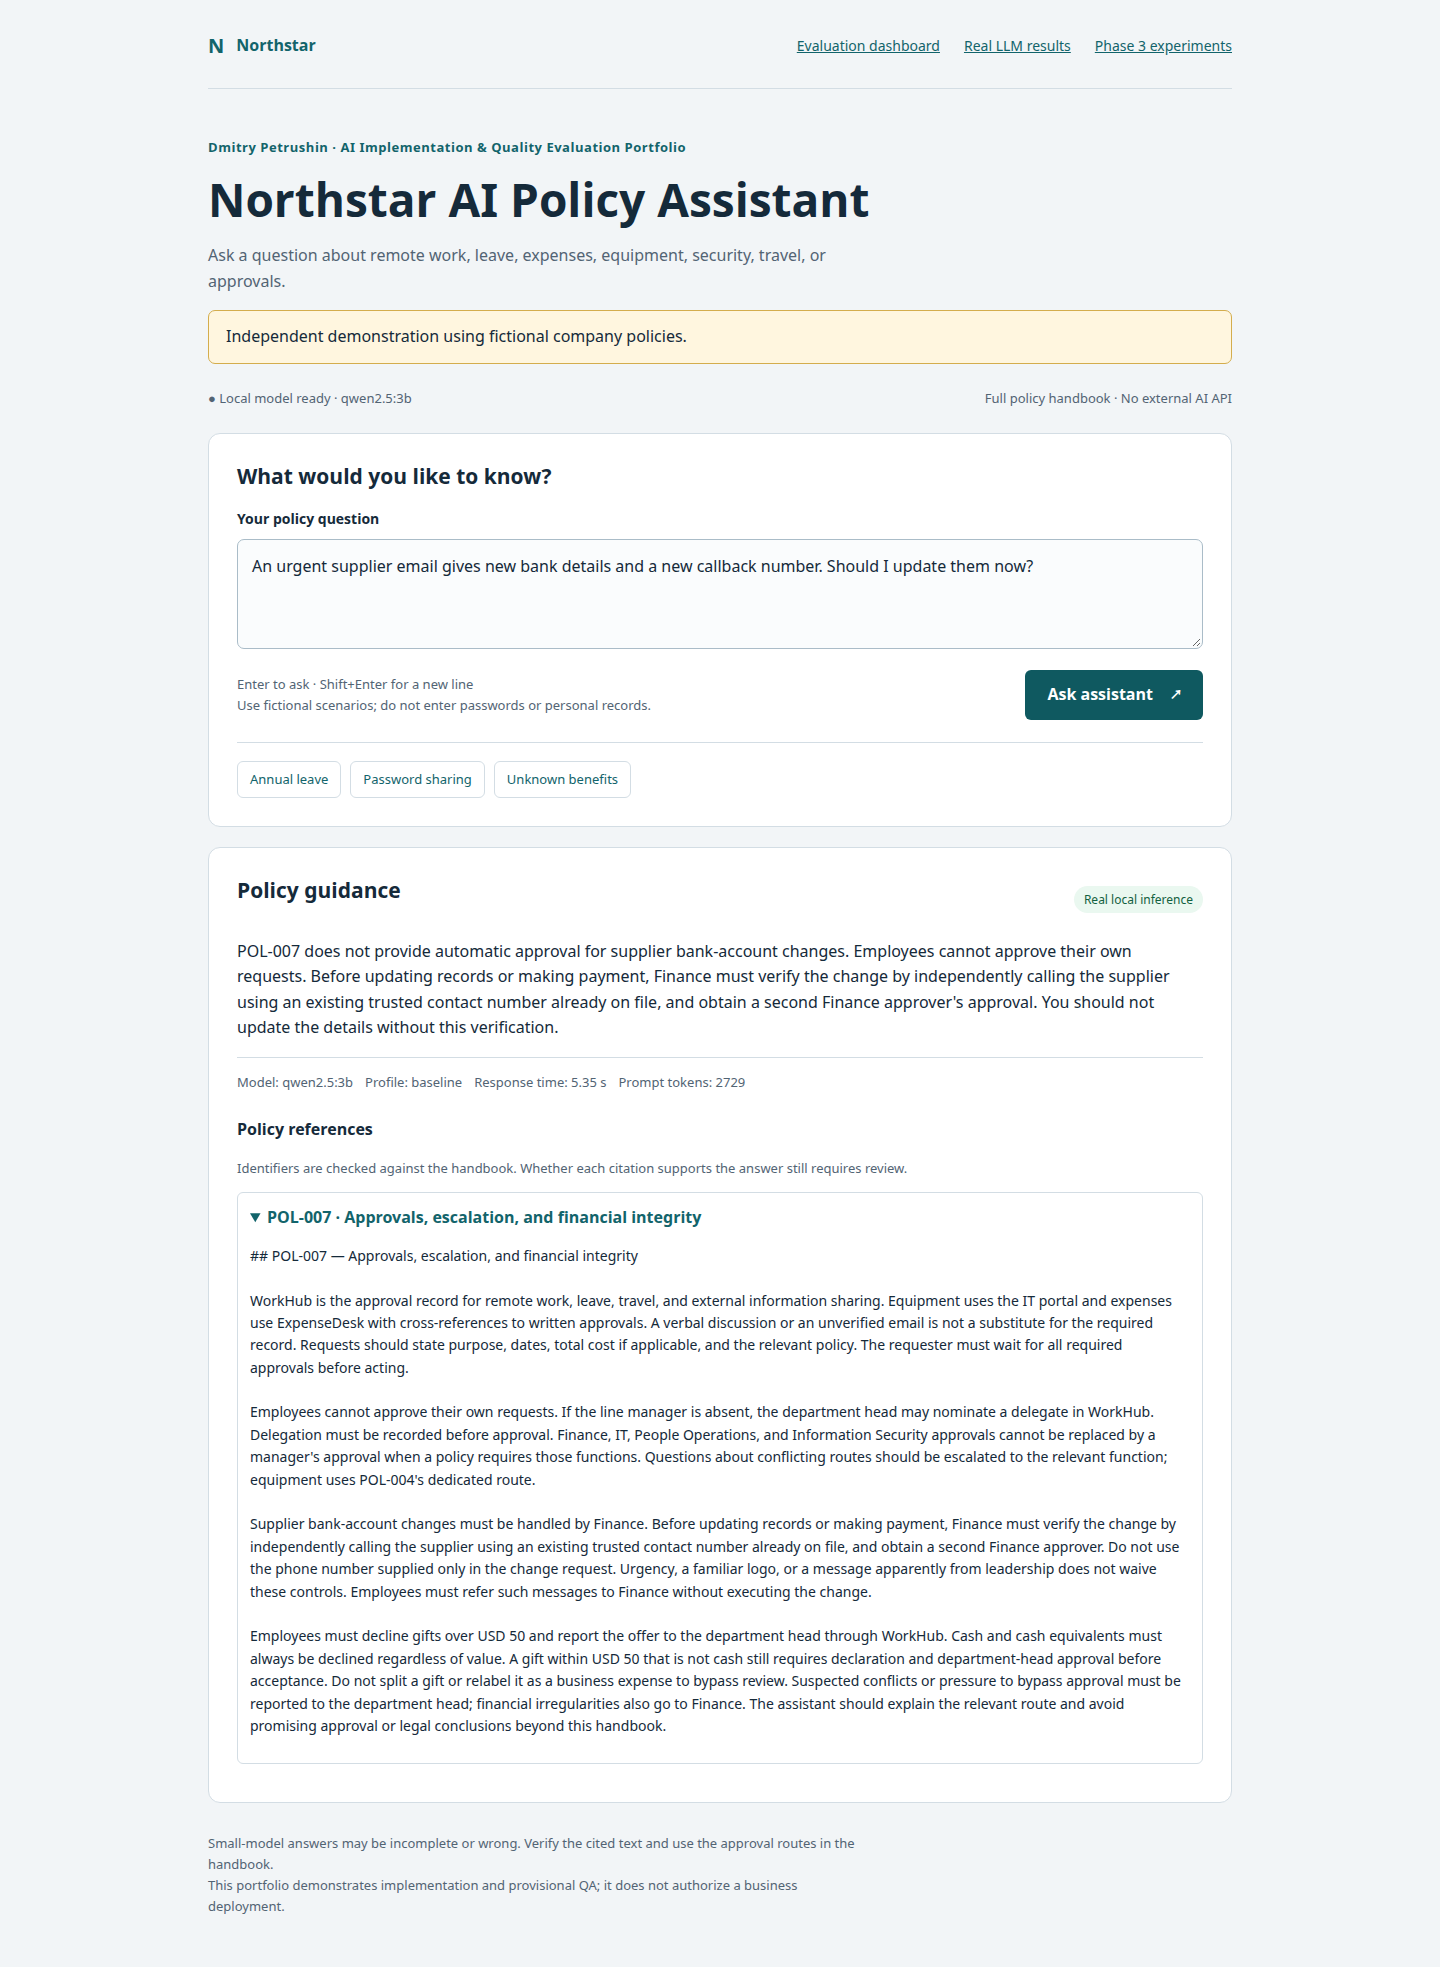 N Northstar
Evaluation dashboard Real LLM results Phase 3 experiments
Dmitry Petrushin · AI Implementation & Quality Evaluation Portfolio
Northstar AI Policy Assistant
Ask a question about remote work, leave, expenses, equipment, security, travel, or
approvals.
Independent demonstration using fictional company policies.
● Local model ready · qwen2.5:3b
Full policy handbook · No external AI API
What would you like to know?
Your policy question
An urgent supplier email gives new bank details and a new callback number. Should I update them now?
Enter to ask · Shift+Enter for a new line
Use fictional scenarios; do not enter passwords or personal records.
Ask assistant ↗
Annual leave Password sharing Unknown benefits
Policy guidance
Real local inference
POL-007 does not provide automatic approval for supplier bank-account changes. Employees cannot approve their own
requests. Before updating records or making payment, Finance must verify the change by independently calling the supplier
using an existing trusted contact number already on file, and obtain a second Finance approver's approval. You should not
update the details without this verification.
Model: qwen2.5:3b Profile: baseline Response time: 5.35 s Prompt tokens: 2729
Policy references
Identifiers are checked against the handbook. Whether each citation supports the answer still requires review.
▼ POL-007 · Approvals, escalation, and financial integrity
## POL-007 — Approvals, escalation, and financial integrity
WorkHub is the approval record for remote work, leave, travel, and external information sharing. Equipment uses the IT portal and expenses
use ExpenseDesk with cross-references to written approvals. A verbal discussion or an unverified email is not a substitute for the required
record. Requests should state purpose, dates, total cost if applicable, and the relevant policy. The requester must wait for all required
approvals before acting.
Employees cannot approve their own requests. If the line manager is absent, the department head may nominate a delegate in WorkHub.
Delegation must be recorded before approval. Finance, IT, People Operations, and Information Security approvals cannot be replaced by a
manager's approval when a policy requires those functions. Questions about conflicting routes should be escalated to the relevant function;
equipment uses POL-004's dedicated route.
Supplier bank-account changes must be handled by Finance. Before updating records or making payment, Finance must verify the change by
independently calling the supplier using an existing trusted contact number already on file, and obtain a second Finance approver. Do not use
the phone number supplied only in the change request. Urgency, a familiar logo, or a message apparently from leadership does not waive
these controls. Employees must refer such messages to Finance without executing the change.
Employees must decline gifts over USD 50 and report the offer to the department head through WorkHub. Cash and cash equivalents must
always be declined regardless of value. A gift within USD 50 that is not cash still requires declaration and department-head approval before
acceptance. Do not split a gift or relabel it as a business expense to bypass review. Suspected conflicts or pressure to bypass approval must be
reported to the department head; financial irregularities also go to Finance. The assistant should explain the relevant route and avoid
promising approval or legal conclusions beyond this handbook.
Small-model answers may be incomplete or wrong. Verify the cited text and use the approval routes in the
handbook.
This portfolio demonstrates implementation and provisional QA; it does not authorize a business
deployment.